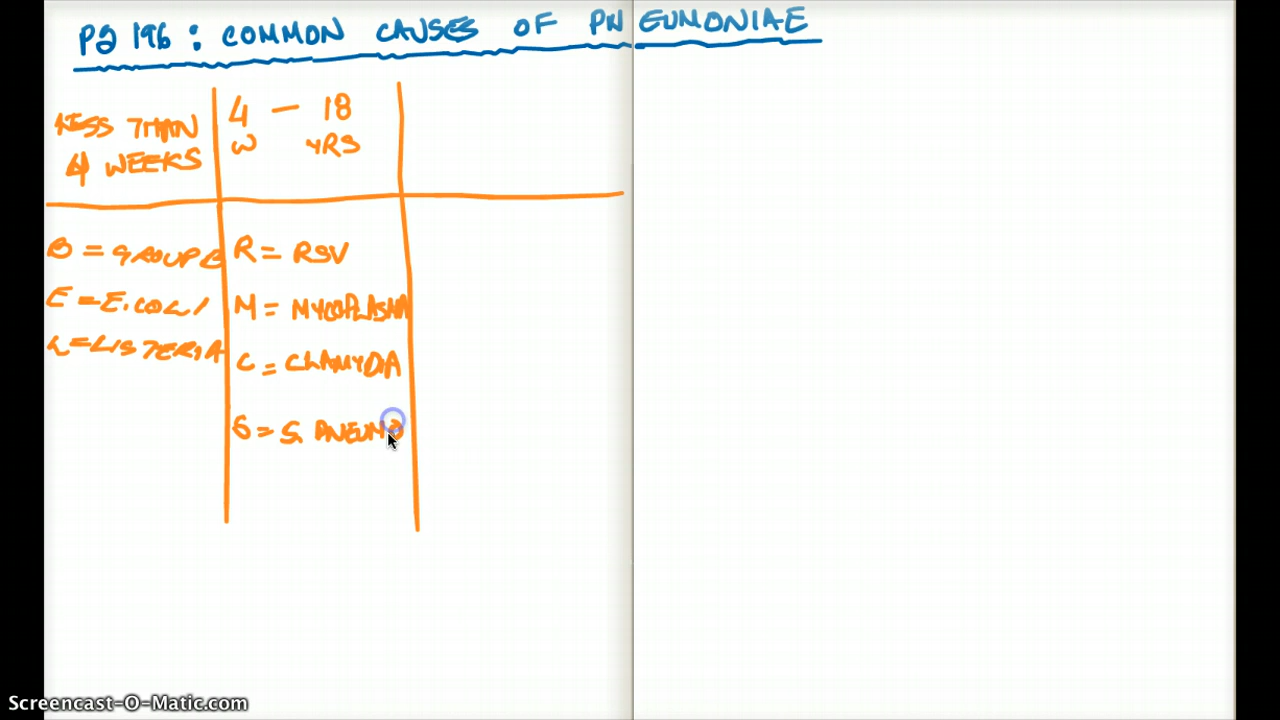 PG 196 : COMMON CAUSES OF PNEUMONIAE
LESS THAN
4 WEEKS
4 – 18
W YRS
B = GROUP B
E = E.COLI
L = LISTERIA
R = RSV
M = MYCOPLASMA
C = CLAMYDIA
S = S. PNEUMO
Screencast-O-Matic.com